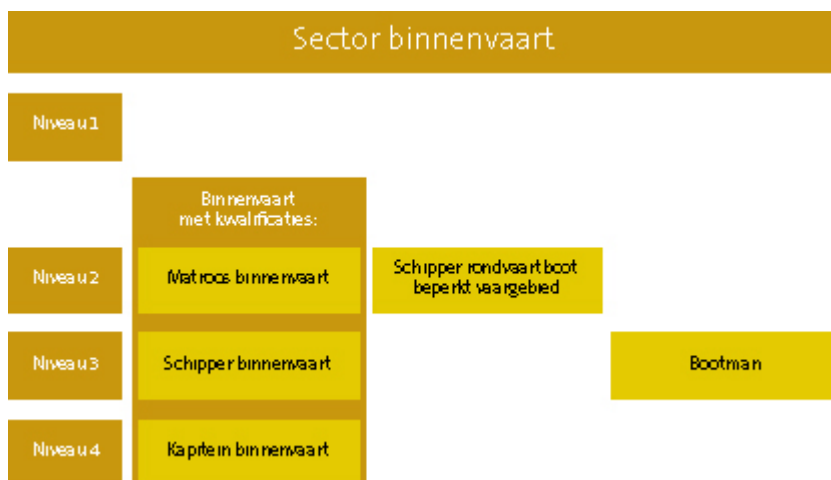 Sector binnenvaart
Niveau 1
Binnenvaart
met kwalificaties:
Niveau 2
Matroos binnenvaart
Schipper rondvaartboot
beperkt vaargebied
Niveau 3
Schipper binnenvaart
Bootman
Niveau 4
Kapitein binnenvaart